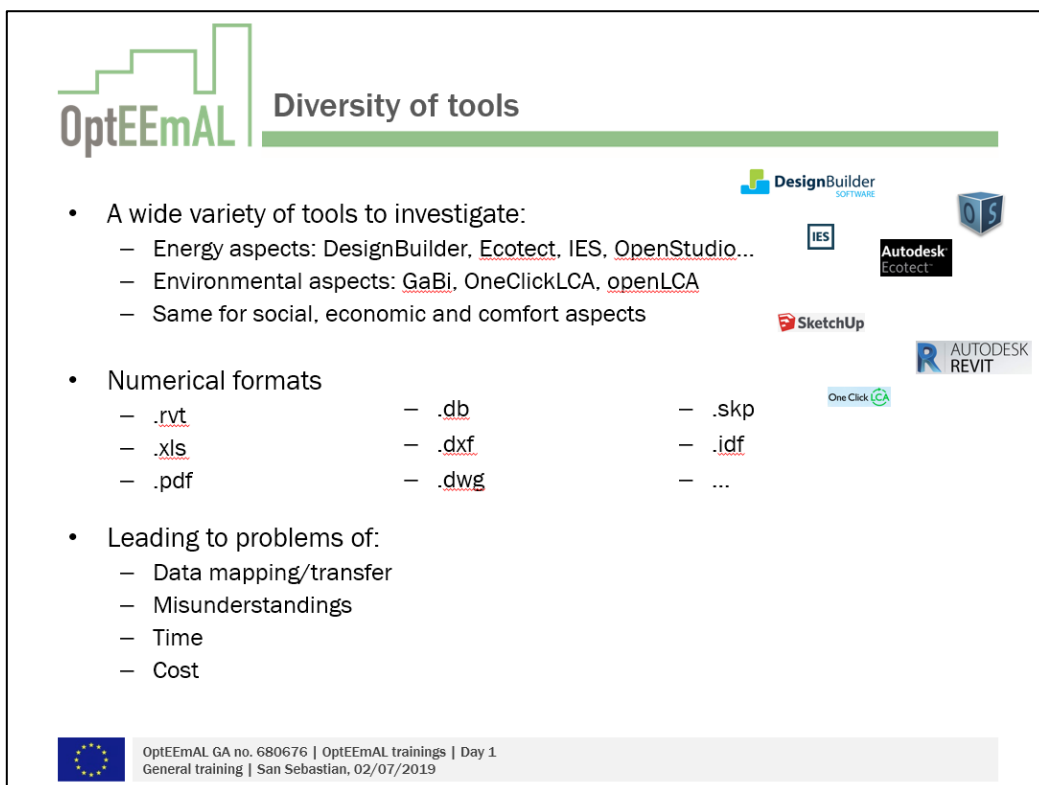 OptEEmAL
Diversity of tools
DesignBuilder
SOFTWARE
OS
IES
Autodesk
Ecotect™
SketchUp
R AUTODESK
REVIT
One Click LCA
• A wide variety of tools to investigate:
– Energy aspects: DesignBuilder, Ecotect, IES, OpenStudio...
– Environmental aspects: GaBi, OneClickLCA, openLCA
– Same for social, economic and comfort aspects
• Numerical formats
– .rvt – .db – .skp
– .xls – .dxf – .idf
– .pdf – .dwg – ...
• Leading to problems of:
– Data mapping/transfer
– Misunderstandings
– Time
– Cost
OptEEmAL GA no. 680676 | OptEEmAL trainings | Day 1
General training | San Sebastian, 02/07/2019